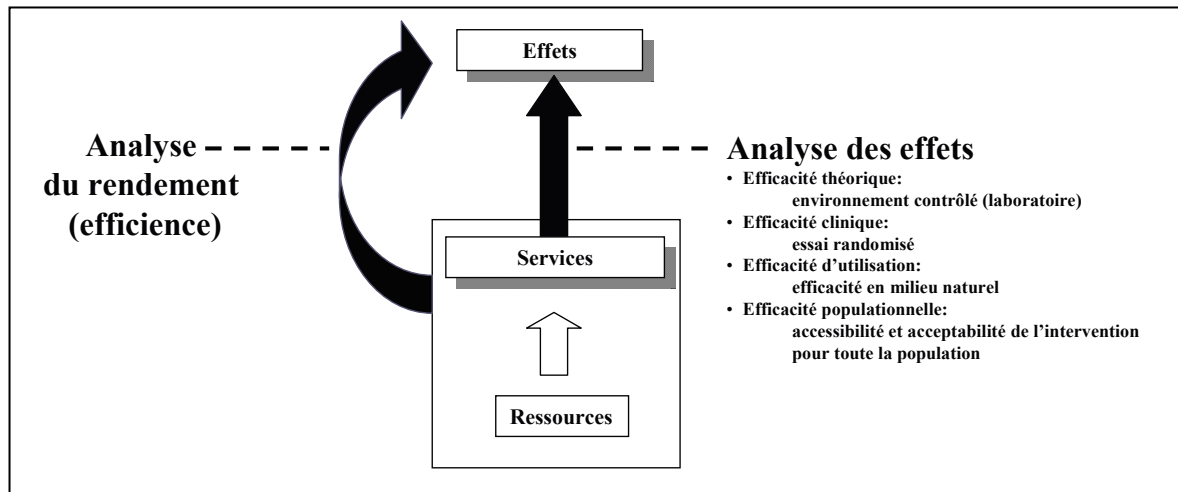 Effets
Analyse
du rendement
(efficience)
Analyse des effets
• Efficacité théorique:
environnement contrôlé (laboratoire)
• Efficacité clinique:
essai randomisé
• Efficacité d’utilisation:
efficacité en milieu naturel
• Efficacité populationnelle:
accessibilité et acceptabilité de l’intervention
pour toute la population
Services
Ressources